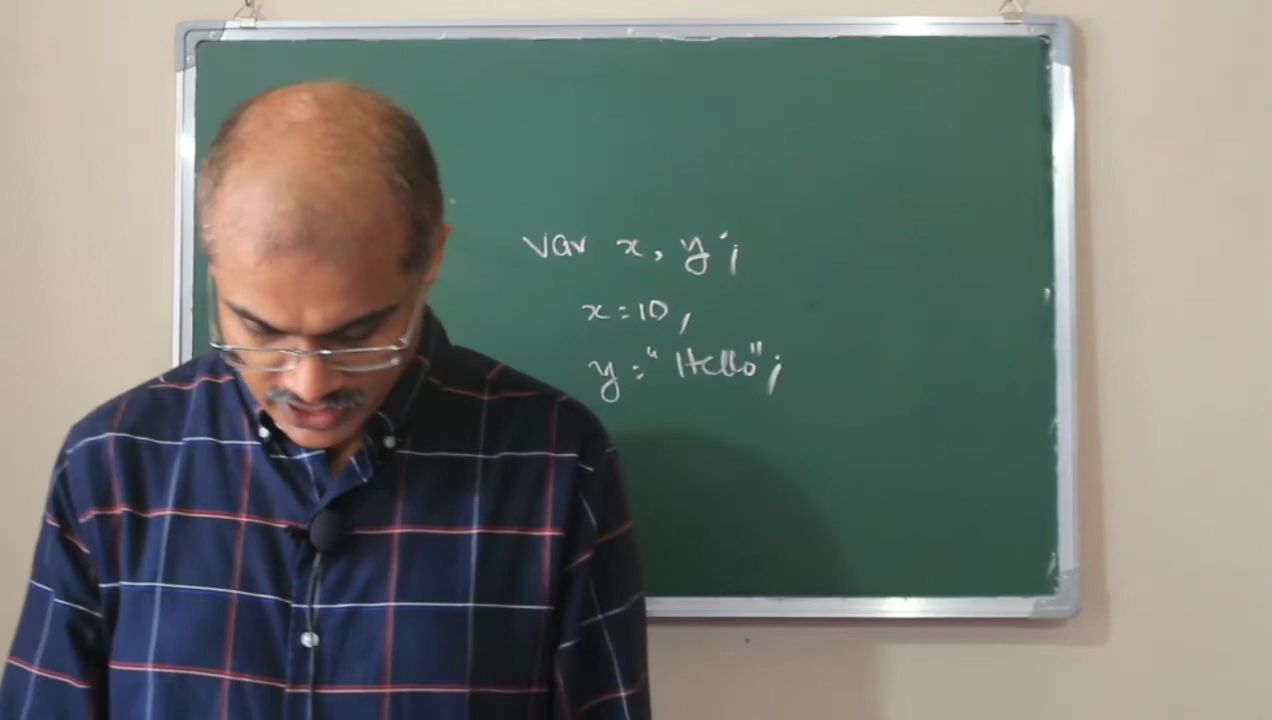 var x, y;
x=10,
y="Hello";